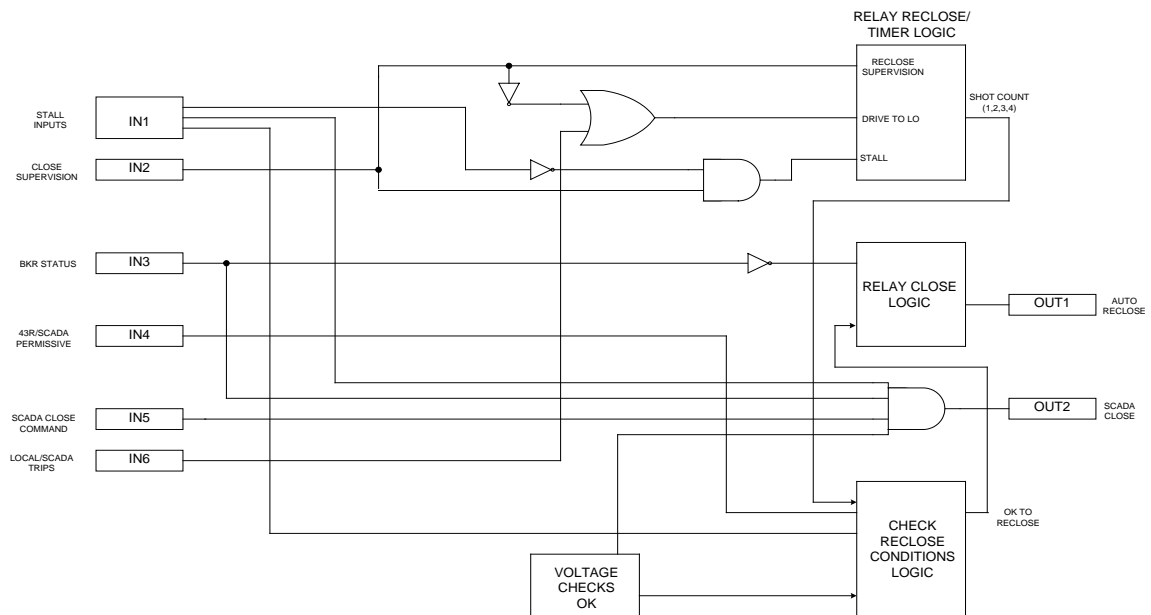 RELAY RECLOSE/
TIMER LOGIC
RECLOSE
SUPERVISION
SHOT COUNT
(1,2,3,4)
STALL
INPUTS
IN1
DRIVE TO LO
CLOSE
SUPERVISION
IN2
STALL
BKR STATUS
IN3
RELAY CLOSE
LOGIC
OUT1
AUTO
RECLOSE
43R/SCADA
PERMISSIVE
IN4
SCADA CLOSE
COMMAND
IN5
OUT2
SCADA
CLOSE
LOCAL/SCADA
TRIPS
IN6
OK TO
RECLOSE
CHECK
RECLOSE
CONDITIONS
LOGIC
VOLTAGE
CHECKS
OK